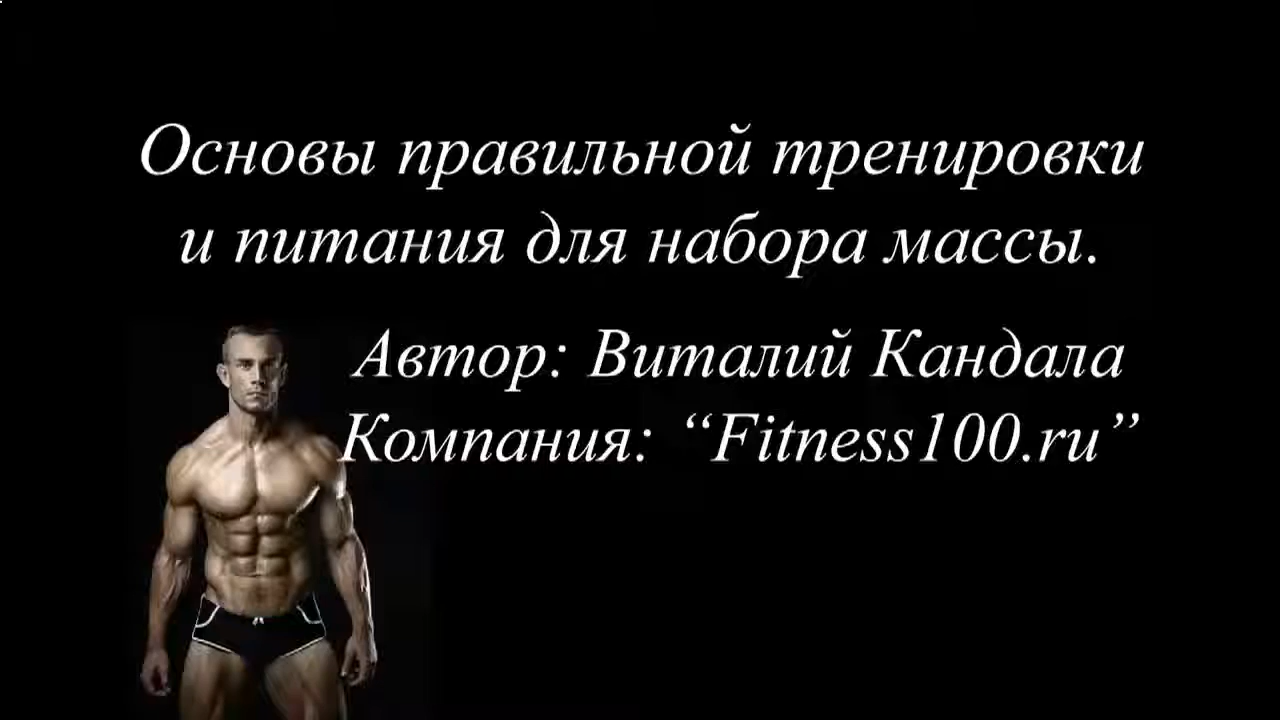 Основы правильной тренировки
и питания для набора массы.
Автор: Виталий Кандала
Компания: “Fitness100.ru”